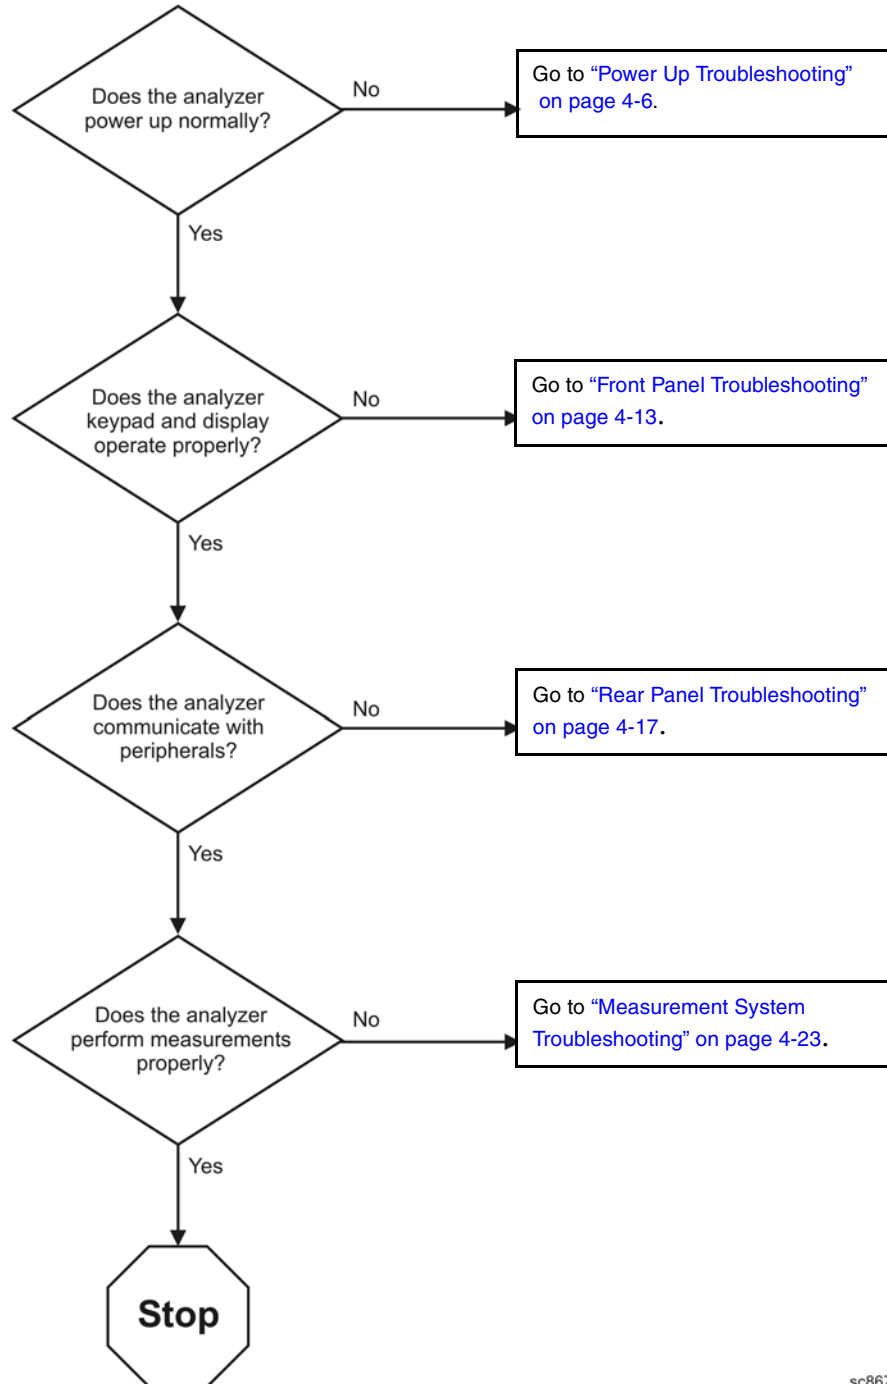 Does the analyzer
power up normally?
No
Go to “Power Up Troubleshooting”
on page 4-6.
Yes
Does the analyzer
keypad and display
operate properly?
No
Go to “Front Panel Troubleshooting”
on page 4-13.
Yes
Does the analyzer
communicate with
peripherals?
No
Go to “Rear Panel Troubleshooting”
on page 4-17.
Yes
Does the analyzer
perform measurements
properly?
No
Go to “Measurement System
Troubleshooting” on page 4-23.
Yes
Stop